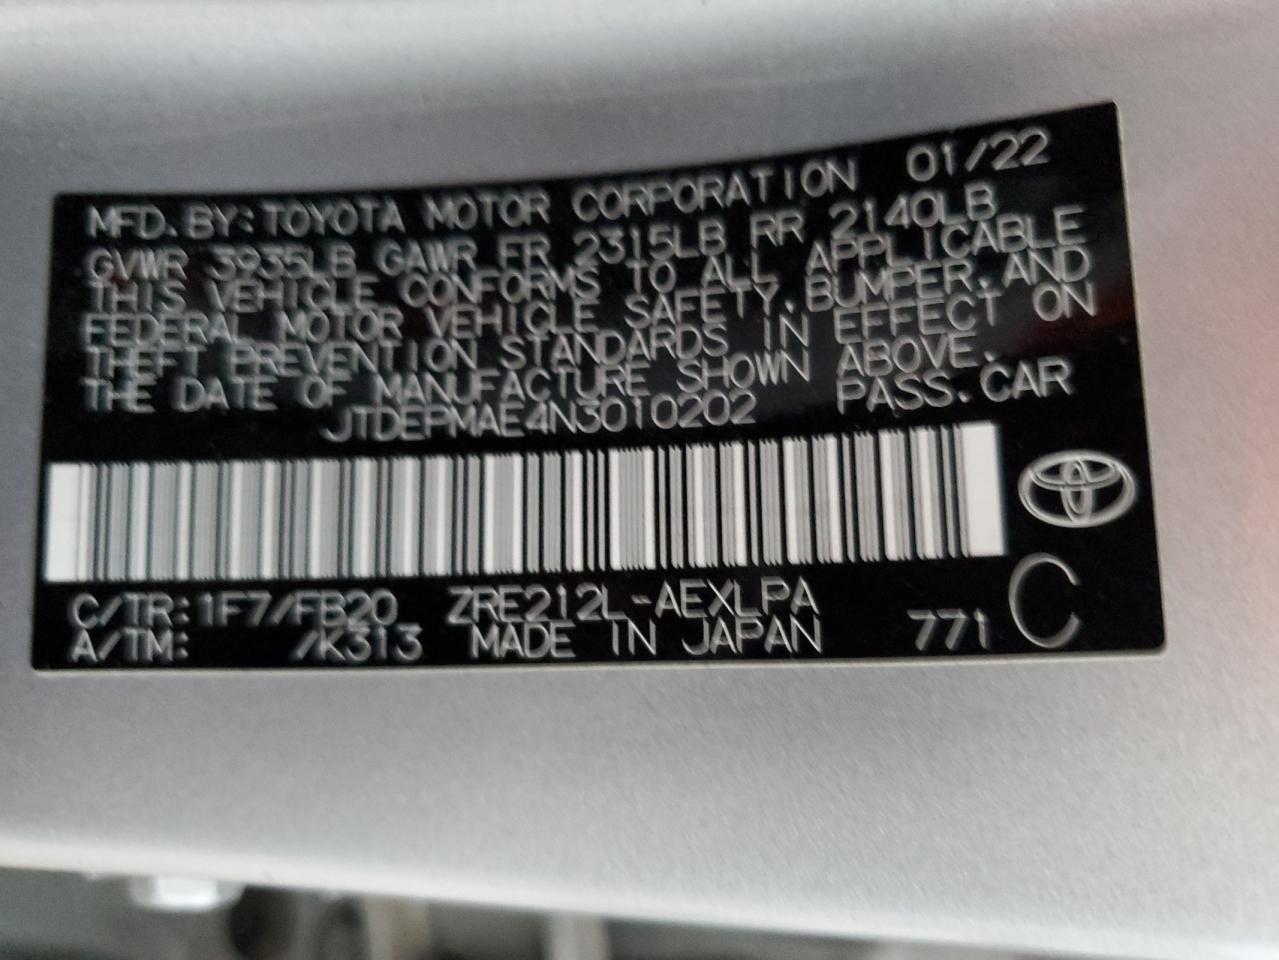 MFD. BY: TOYOTA MOTOR CORPORATION 01/22
GVWR 3935LB GAWR FR 2315LB RR 2140LB
THIS VEHICLE CONFORMS TO ALL APPLICABLE
FEDERAL MOTOR VEHICLE SAFETY, BUMPER, AND
THEFT PREVENTION STANDARDS IN EFFECT ON
THE DATE OF MANUFACTURE SHOWN ABOVE.
JTDEPMAE4N3010202 PASS. CAR
C/TR: 1F7/FB20 ZRE212L-AEXLPA
A/TM: /K313 MADE IN JAPAN 771 C